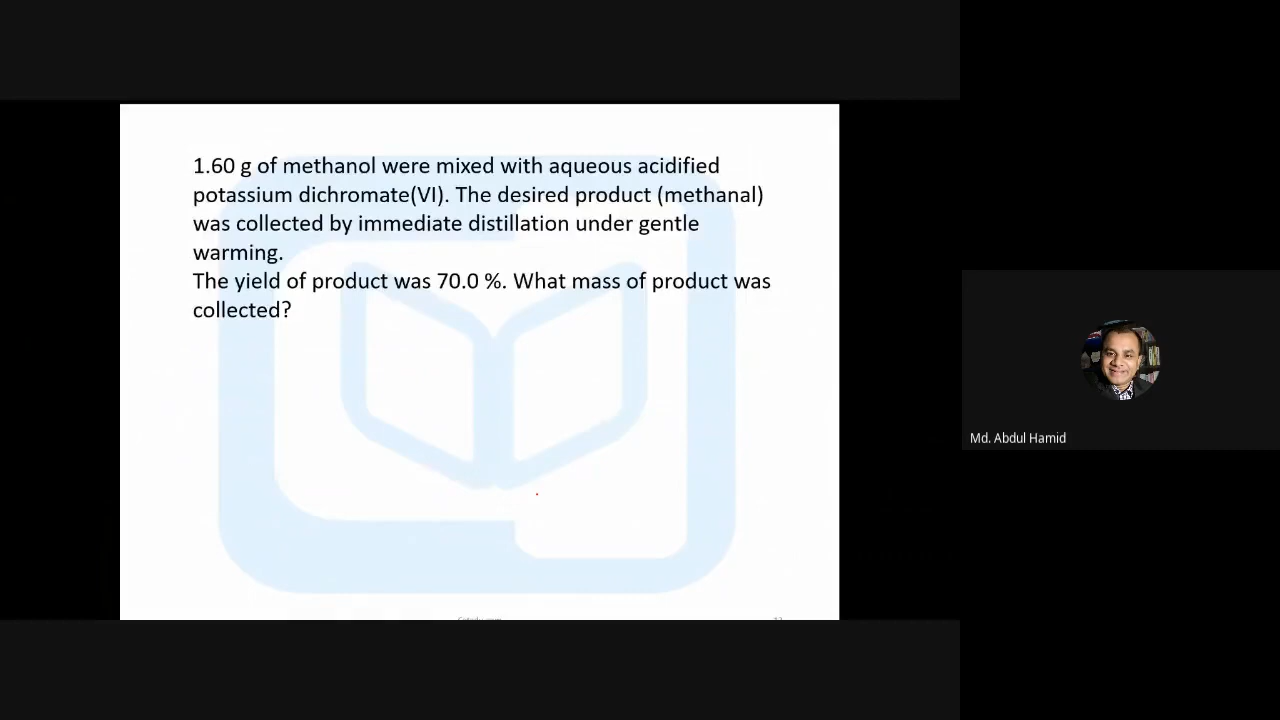 1.60 g of methanol were mixed with aqueous acidified
potassium dichromate(VI). The desired product (methanal)
was collected by immediate distillation under gentle
warming.
The yield of product was 70.0 %. What mass of product was
collected?
Md. Abdul Hamid